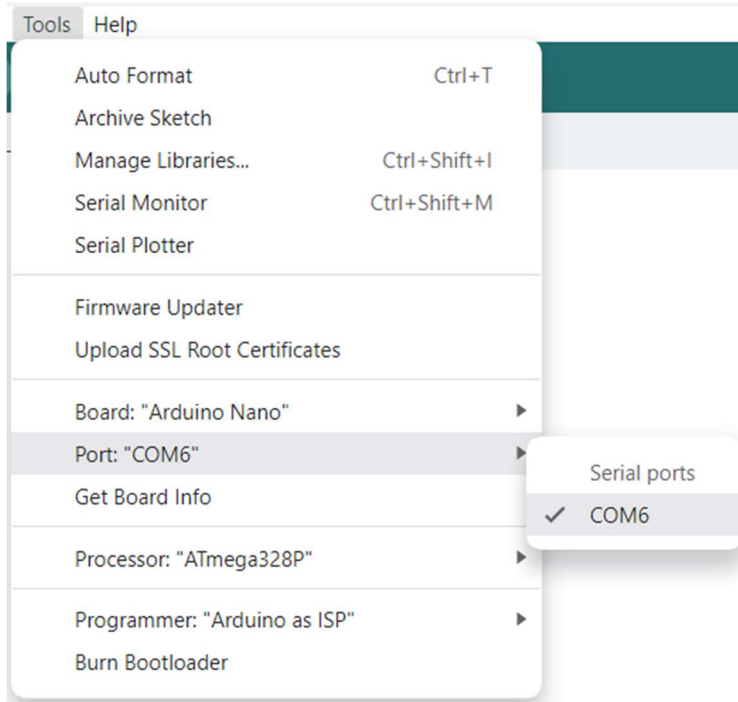 Tools Help
Auto Format Ctrl+T
Archive Sketch
Manage Libraries... Ctrl+Shift+I
Serial Monitor Ctrl+Shift+M
Serial Plotter
Firmware Updater
Upload SSL Root Certificates
Board: "Arduino Nano"
Port: "COM6"
Serial ports
COM6
Get Board Info
Processor: "ATmega328P"
Programmer: "Arduino as ISP"
Burn Bootloader